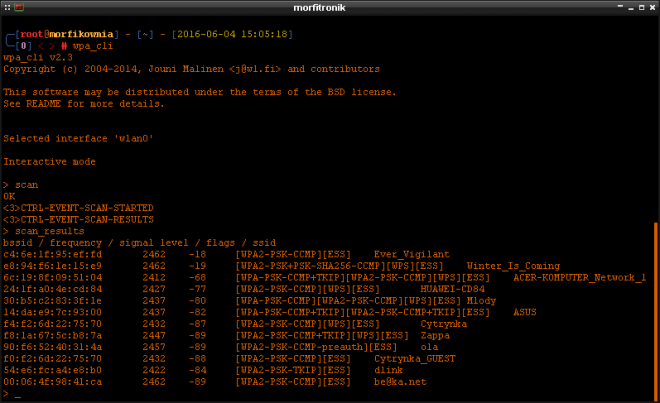 morfitronik
[root@morfikownia] - [~] - [2016-06-04 15:05:18]
[0] < > # wpa_cli
wpa_cli v2.3
Copyright (c) 2004-2014, Jouni Malinen <j@w1.fi> and contributors
This software may be distributed under the terms of the BSD license.
See README for more details.
Selected interface 'wlan0'
Interactive mode
> scan
OK
<3>CTRL-EVENT-SCAN-STARTED
<3>CTRL-EVENT-SCAN-RESULTS
> scan_results
bssid / frequency / signal level / flags / ssid
c4:6e:1f:95:ef:fd 2462 -18 [WPA2-PSK-CCMP][ESS] Ever_Vigilant
e8:94:f6:1e:15:e9 2462 -19 [WPA2-PSK+PSK-SHA256-CCMP][WPS][ESS] Winter_Is_Coming
6c:19:8f:09:51:04 2412 -68 [WPA-PSK-CCMP+TKIP][WPA2-PSK-CCMP][WPS][ESS] ACER-KOMPUTER_Network_1
24:1f:a0:4e:cd:84 2427 -77 [WPA2-PSK-CCMP][WPS][ESS] HUAWEI-CD84
30:b5:c2:83:3f:1e 2437 -80 [WPA-PSK-CCMP][WPA2-PSK-CCMP][WPS][ESS] Mlody
14:da:e9:7c:93:00 2437 -82 [WPA-PSK-CCMP+TKIP][WPA2-PSK-CCMP+TKIP][ESS] ASUS
f4:f2:6d:22:75:70 2432 -87 [WPA2-PSK-CCMP][WPS][ESS] Cytrynka
f8:1a:67:5c:b8:7a 2447 -89 [WPA2-PSK-CCMP+TKIP][WPS][ESS] Zappa
90:f6:52:40:31:4a 2457 -89 [WPA2-PSK-CCMP-preauth][ESS] ola
f0:f2:6d:22:75:70 2432 -88 [WPA2-PSK-CCMP][ESS] Cytrynka_GUEST
54:e6:fc:a4:e8:b0 2422 -84 [WPA2-PSK-TKIP][ESS] dlink
00:06:4f:98:41:ca 2462 -89 [WPA2-PSK-CCMP][ESS] be@ka.net
> _